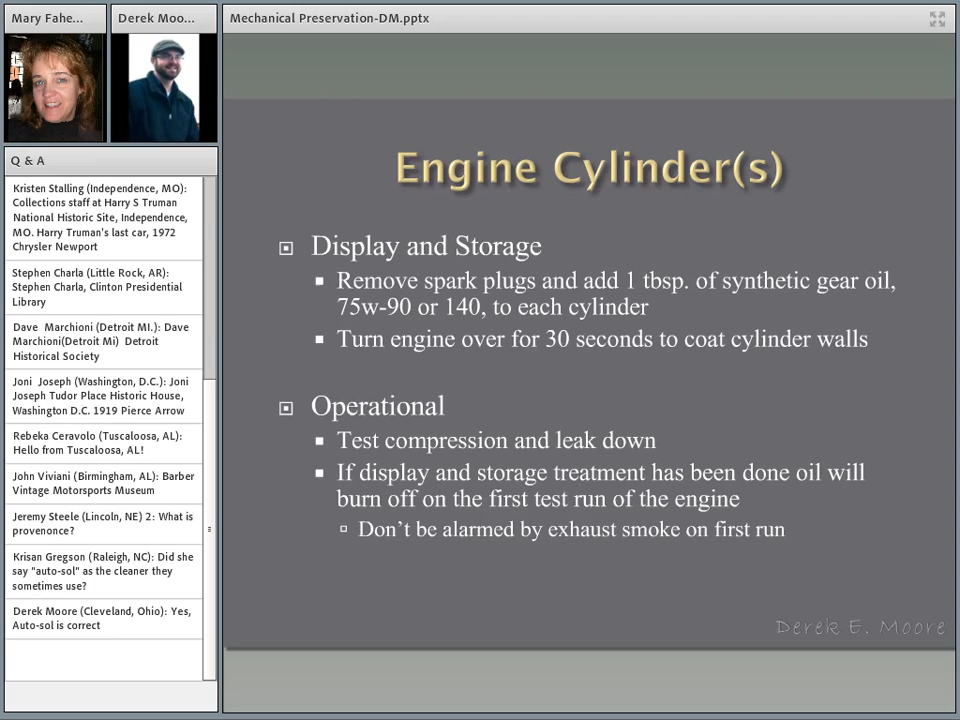 Mary Fahe...
Derek Moo...
Mechanical Preservation-DM.pptx
Q & A
Kristen Stalling (Independence, MO):
Collections staff at Harry S Truman
National Historic Site, Independence,
MO. Harry Truman's last car, 1972
Chrysler Newport
Stephen Charla (Little Rock, AR):
Stephen Charla, Clinton Presidential
Library
Dave Marchioni (Detroit MI.): Dave
Marchioni(Detroit Mi) Detroit
Historical Society
Joni Joseph (Washington, D.C.): Joni
Joseph Tudor Place Historic House,
Washington D.C. 1919 Pierce Arrow
Rebeka Ceravolo (Tuscaloosa, AL):
Hello from Tuscaloosa, AL!
John Viviani (Birmingham, AL): Barber
Vintage Motorsports Museum
Jeremy Steele (Lincoln, NE) 2: What is
provenonce?
Krisan Gregson (Raleigh, NC): Did she
say "auto-sol" as the cleaner they
sometimes use?
Derek Moore (Cleveland, Ohio): Yes,
Auto-sol is correct
Engine Cylinder(s)
Display and Storage
Remove spark plugs and add 1 tbsp. of synthetic gear oil,
75w-90 or 140, to each cylinder
Turn engine over for 30 seconds to coat cylinder walls
Operational
Test compression and leak down
If display and storage treatment has been done oil will
burn off on the first test run of the engine
Don't be alarmed by exhaust smoke on first run
Derek E. Moore